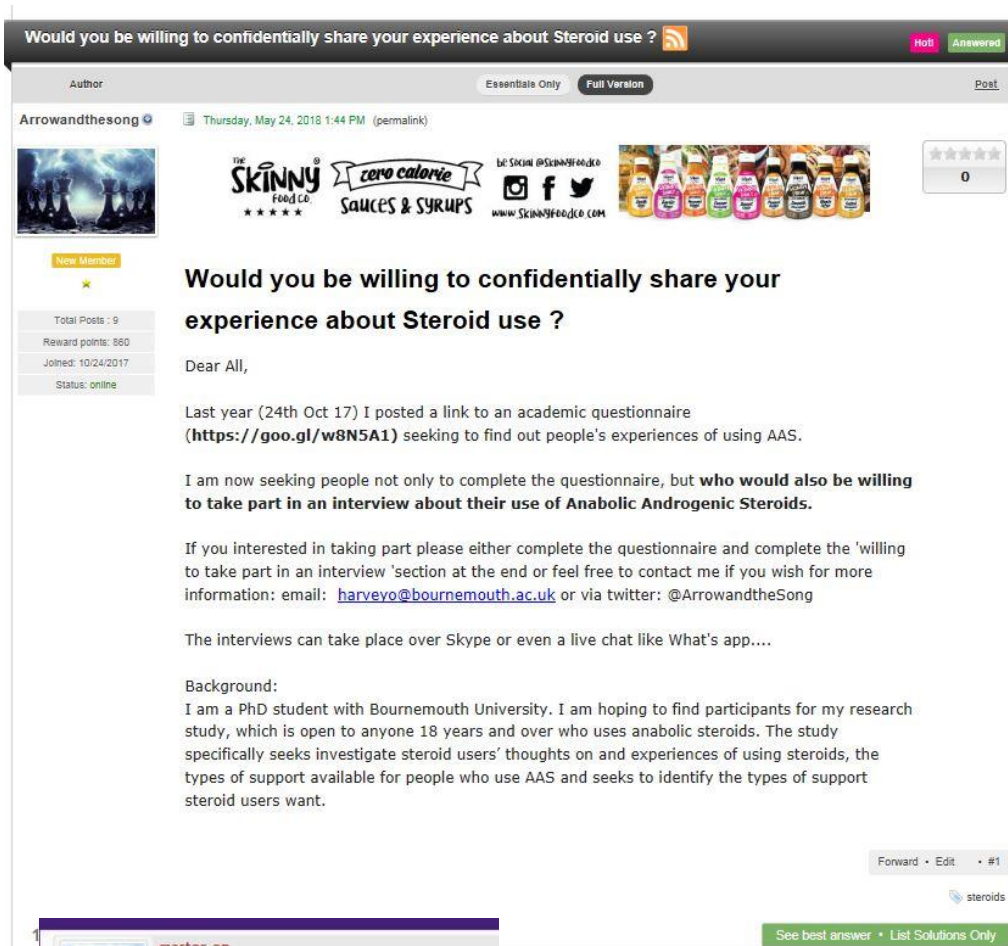 Would you be willing to confidentially share your experience about Steroid use ?
Hot! Answered
Author
Essentials Only Full Version
Post
Arrowandthesong
Thursday, May 24, 2018 1:44 PM (permalink)
THE SKINNY FOOD CO.
zero calorie
SAUCES & SYRUPS
be Social @SKINNYFOODCO
WWW.SKINNYFOODCO.COM
0
New Member
Total Posts : 9
Reward points: 860
Joined: 10/24/2017
Status: online
Would you be willing to confidentially share your
experience about Steroid use ?
Dear All,
Last year (24th Oct 17) I posted a link to an academic questionnaire
(https://goo.gl/w8N5A1) seeking to find out people's experiences of using AAS.
I am now seeking people not only to complete the questionnaire, but who would also be willing
to take part in an interview about their use of Anabolic Androgenic Steroids.
If you interested in taking part please either complete the questionnaire and complete the 'willing
to take part in an interview 'section at the end or feel free to contact me if you wish for more
information: email: harveyo@bournemouth.ac.uk or via twitter: @ArrowandtheSong
The interviews can take place over Skype or even a live chat like What's app....
Background:
I am a PhD student with Bournemouth University. I am hoping to find participants for my research
study, which is open to anyone 18 years and over who uses anabolic steroids. The study
specifically seeks investigate steroid users' thoughts on and experiences of using steroids, the
types of support available for people who use AAS and seeks to identify the types of support
steroid users want.
Forward • Edit • #1
steroids
1
See best answer • List Solutions Only